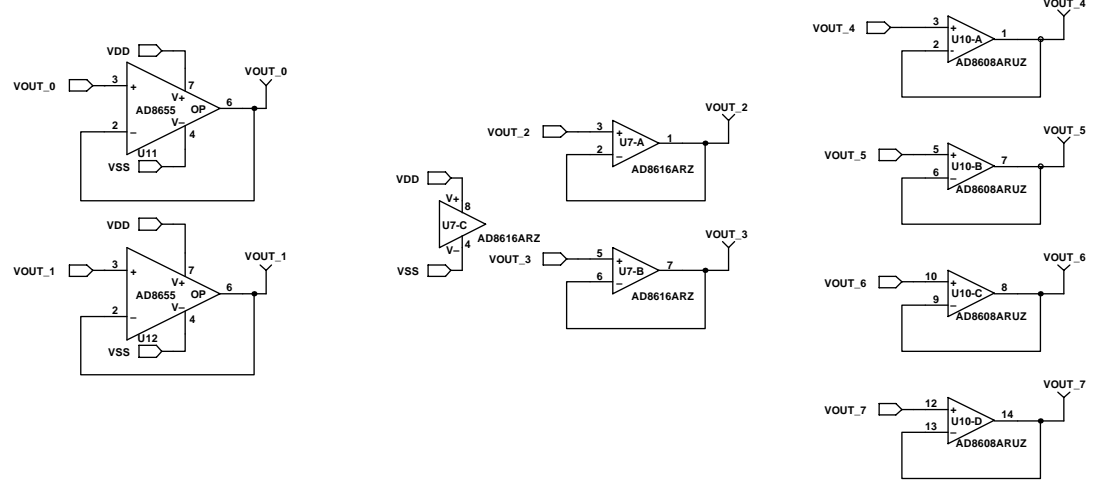 VDD
VOUT_0
3
+
7
V+
AD8655
OP
6
VOUT_0
2
–
V–
4
U11
VSS
VDD
VOUT_1
3
+
7
V+
AD8655
OP
6
VOUT_1
2
–
V–
4
U12
VSS
VDD
V+
8
U7-C
AD8616ARZ
V–
4
VSS
VOUT_2
3
+
U7-A
1
VOUT_2
2
–
AD8616ARZ
VOUT_3
5
+
U7-B
7
VOUT_3
6
–
AD8616ARZ
VOUT_4
3
+
U10-A
1
VOUT_4
2
-
AD8608ARUZ
VOUT_5
5
+
U10-B
7
VOUT_5
6
–
AD8608ARUZ
VOUT_6
10
+
U10-C
8
VOUT_6
9
–
AD8608ARUZ
VOUT_7
12
+
U10-D
14
VOUT_7
13
–
AD8608ARUZ